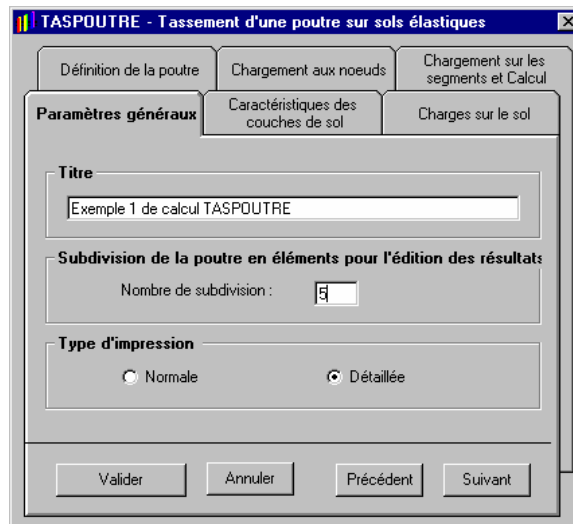 TASPOUTRE - Tassement d'une poutre sur sols élastiques
Définition de la poutre
Chargement aux noeuds
Chargement sur les
segments et Calcul
Paramètres généraux
Caractéristiques des
couches de sol
Charges sur le sol
Titre
Exemple 1 de calcul TASPOUTRE
Subdivision de la poutre en éléments pour l'édition des résultats
Nombre de subdivision : 5
Type d'impression
Normale
Détaillée
Valider
Annuler
Précédent
Suivant